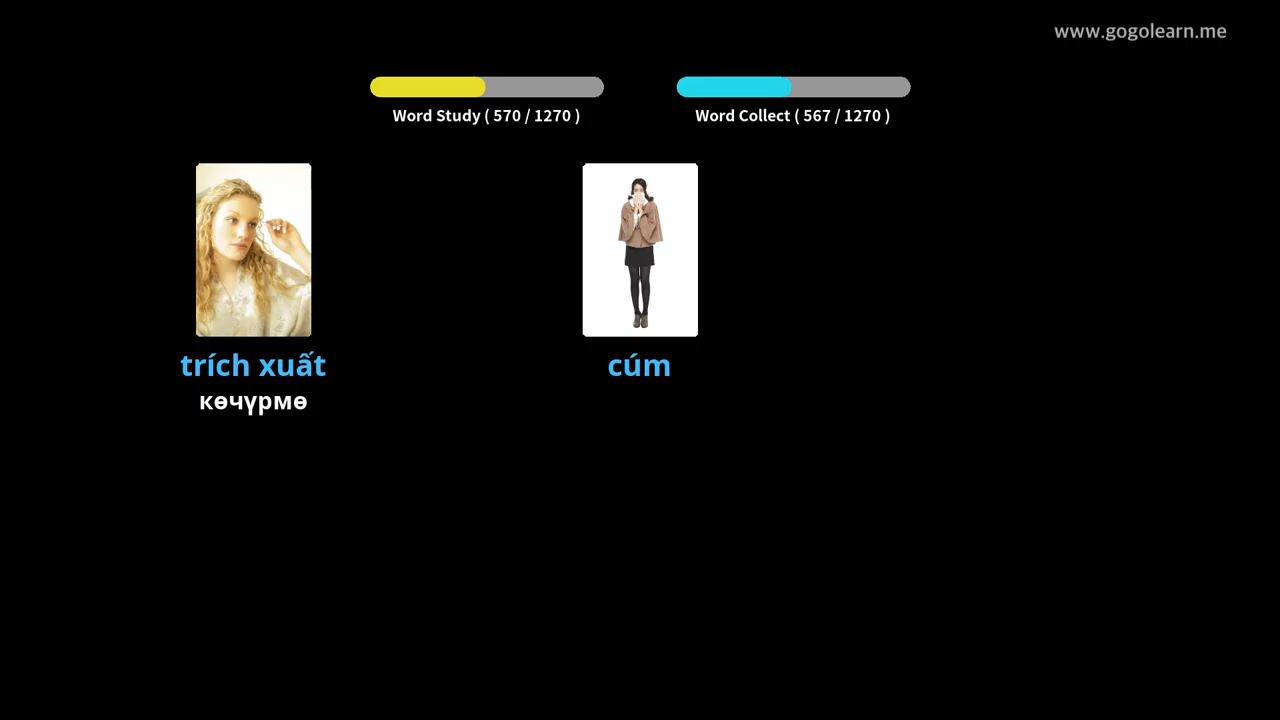 www.gogolearn.me
Word Study ( 570 / 1270 )
Word Collect ( 567 / 1270 )
trích xuất
көчүрмө
cúm